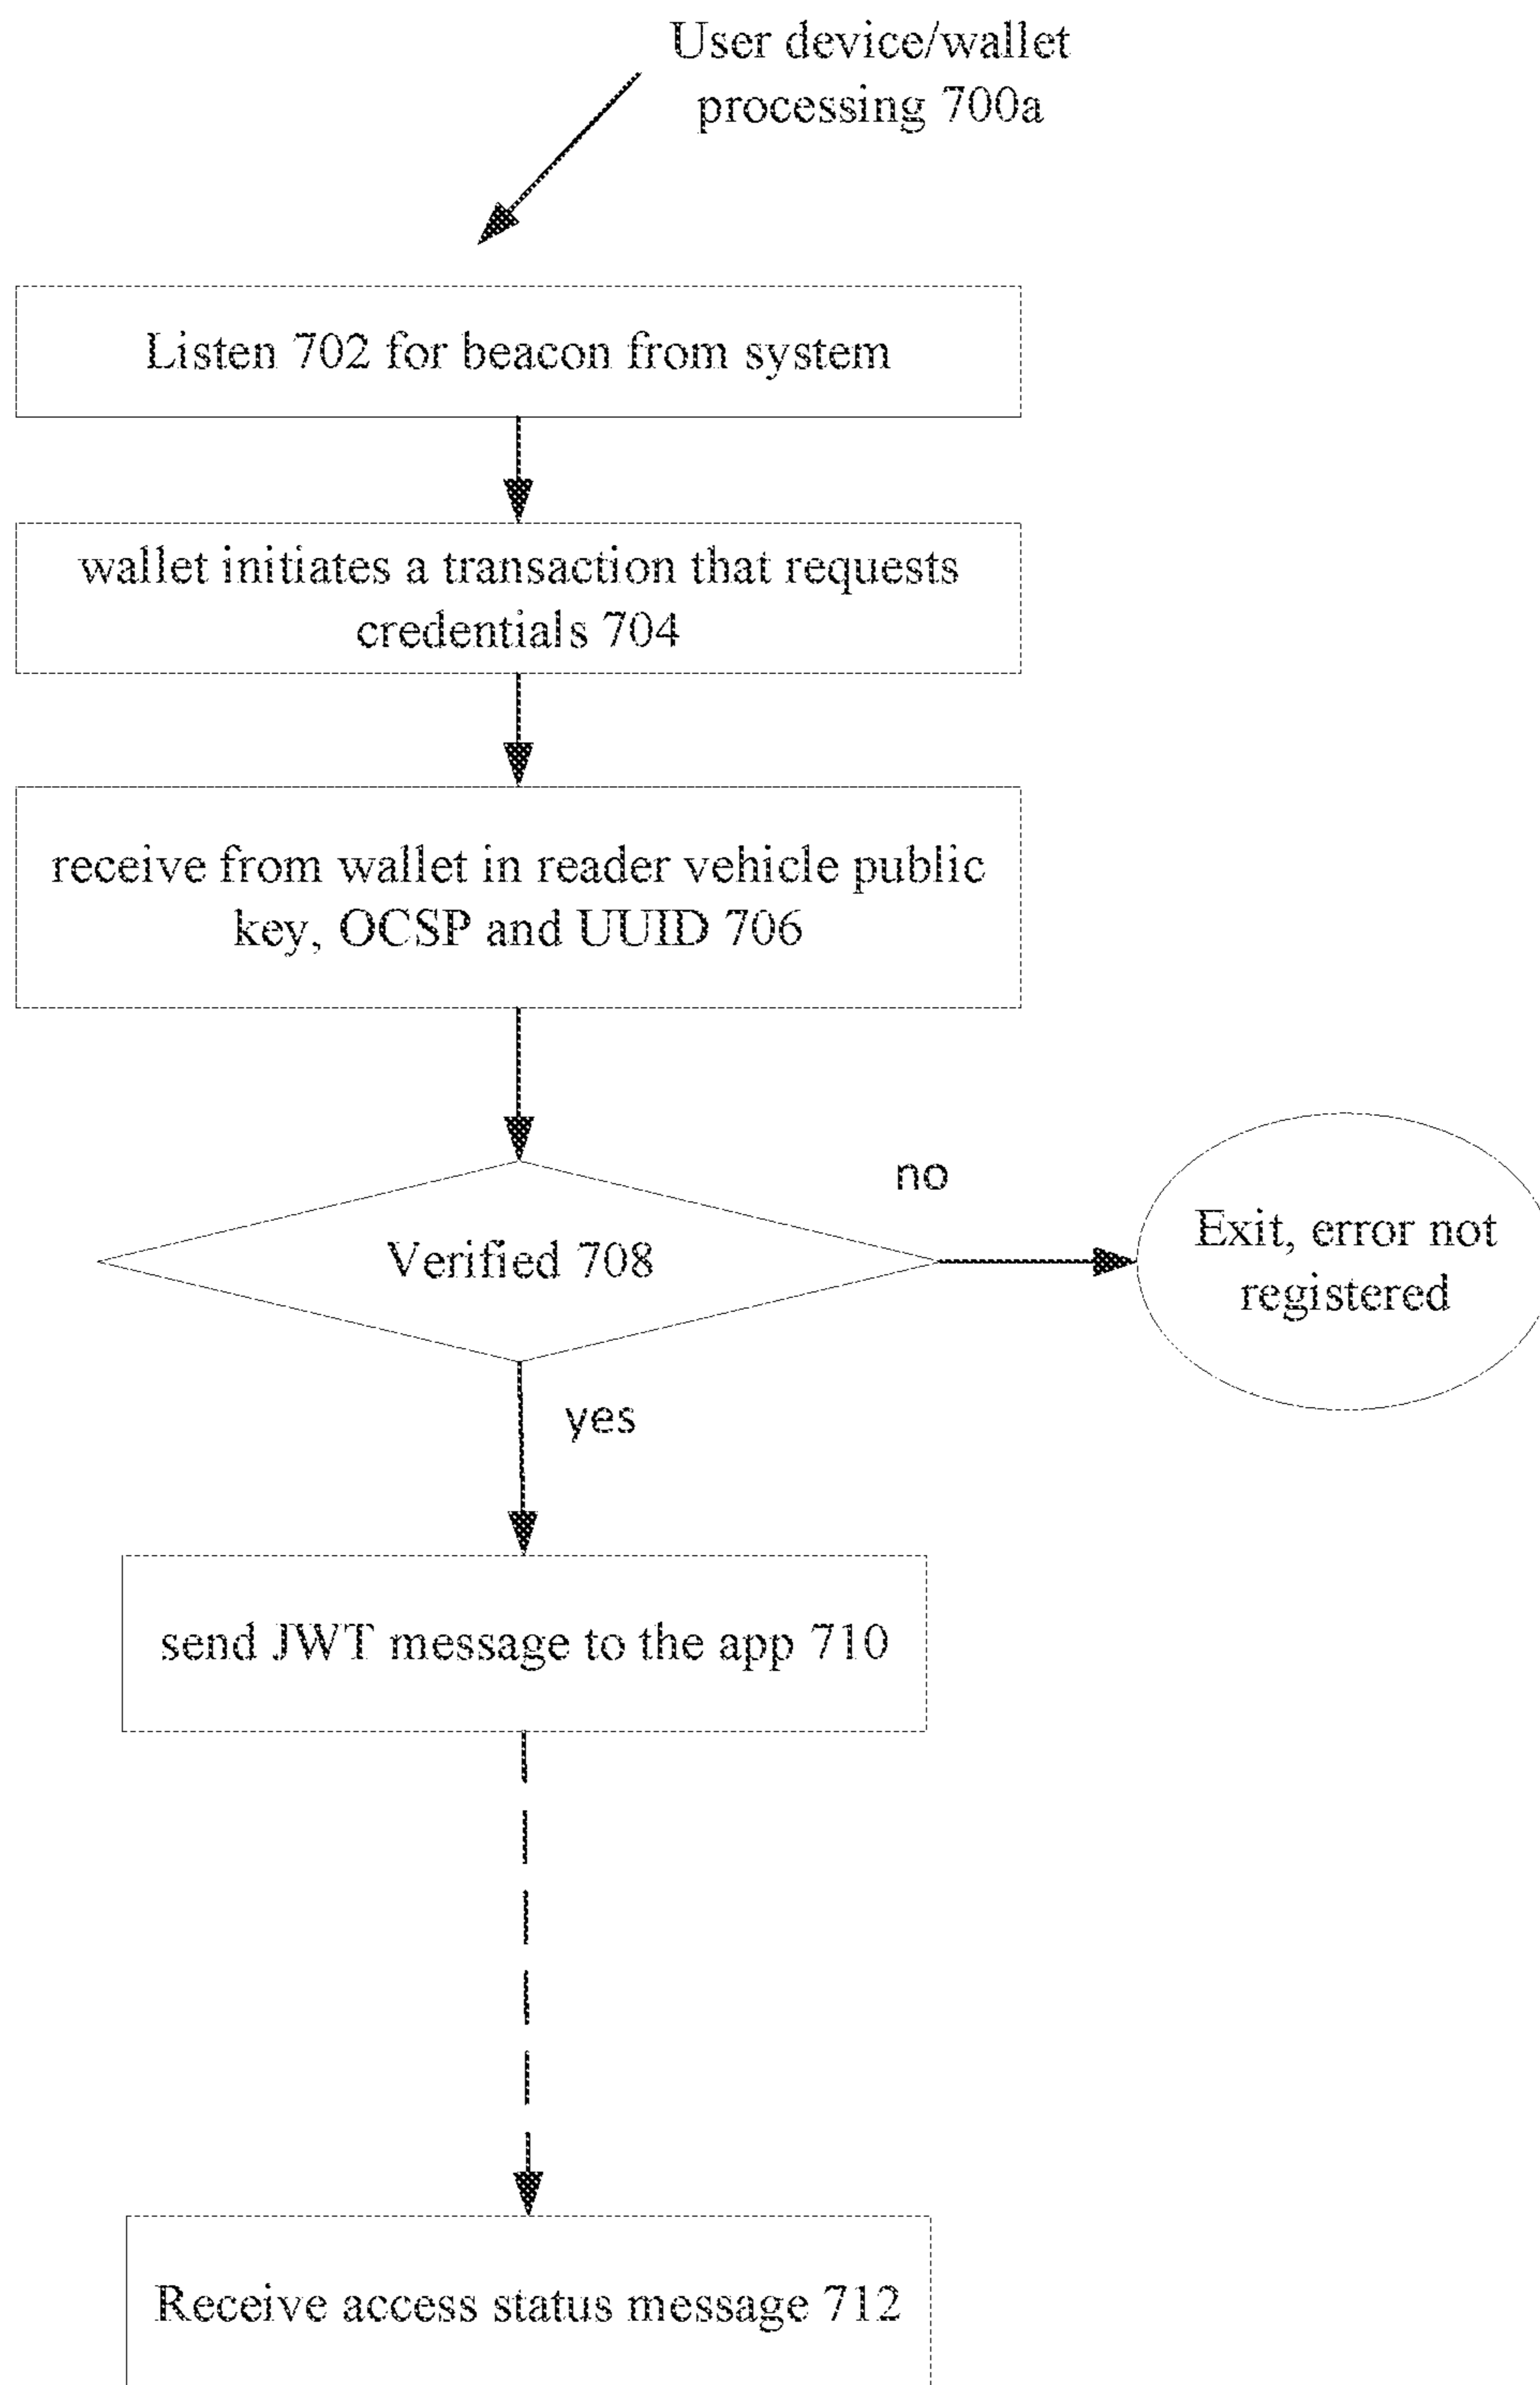 User device/wallet
processing 700a
Listen 702 for beacon from system
wallet initiates a transaction that requests
credentials 704
receive from wallet in reader vehicle public
key, OCSP and UUID 706
no
Verified 708
Exit, error not
registered
yes
send JWT message to the app 710
Receive access status message 712